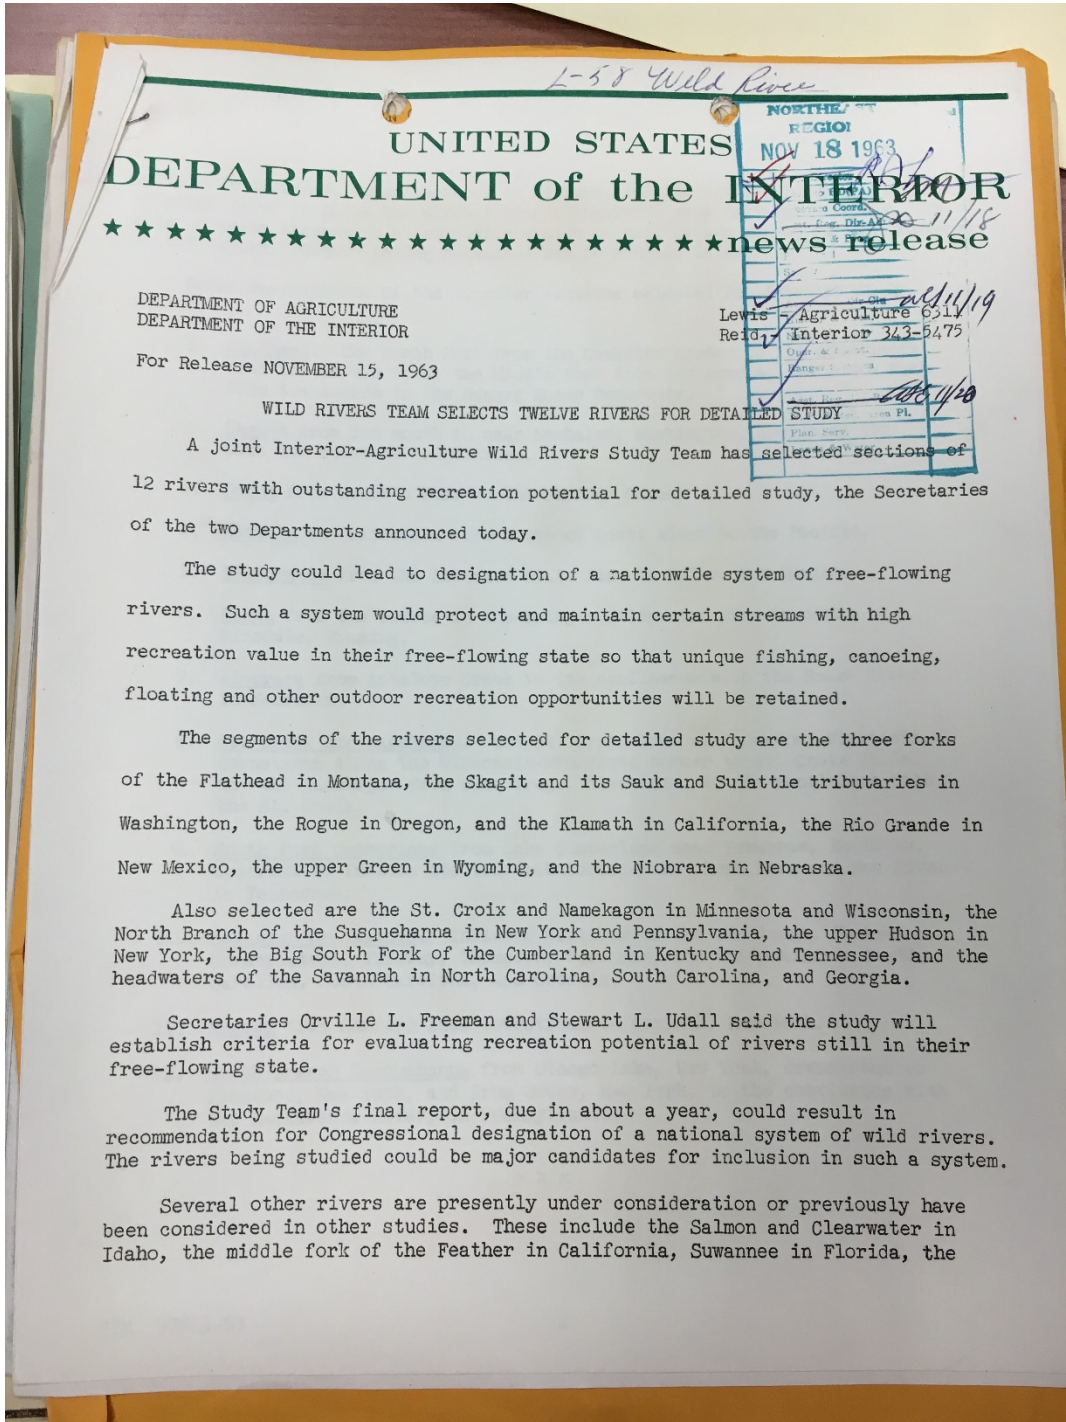 L-58 Wild River
NORTHEAST
REGION
NOV 18 1963
UNITED STATES
DEPARTMENT of the INTERIOR
Coord.
Reg. Dir-Ad 11/18
★★★★★★★★★★★★★★★★★★★★news release
11/19
DEPARTMENT OF AGRICULTURE Lewis - Agriculture 6311
DEPARTMENT OF THE INTERIOR Reid - Interior 343-5475
For Release NOVEMBER 15, 1963
11/20
WILD RIVERS TEAM SELECTS TWELVE RIVERS FOR DETAILED STUDY
Pl.
Plan. Serv.
A joint Interior-Agriculture Wild Rivers Study Team has selected sections of
12 rivers with outstanding recreation potential for detailed study, the Secretaries
of the two Departments announced today.
The study could lead to designation of a nationwide system of free-flowing
rivers. Such a system would protect and maintain certain streams with high
recreation value in their free-flowing state so that unique fishing, canoeing,
floating and other outdoor recreation opportunities will be retained.
The segments of the rivers selected for detailed study are the three forks
of the Flathead in Montana, the Skagit and its Sauk and Suiattle tributaries in
Washington, the Rogue in Oregon, and the Klamath in California, the Rio Grande in
New Mexico, the upper Green in Wyoming, and the Niobrara in Nebraska.
Also selected are the St. Croix and Namekagon in Minnesota and Wisconsin, the
North Branch of the Susquehanna in New York and Pennsylvania, the upper Hudson in
New York, the Big South Fork of the Cumberland in Kentucky and Tennessee, and the
headwaters of the Savannah in North Carolina, South Carolina, and Georgia.
Secretaries Orville L. Freeman and Stewart L. Udall said the study will
establish criteria for evaluating recreation potential of rivers still in their
free-flowing state.
The Study Team's final report, due in about a year, could result in
recommendation for Congressional designation of a national system of wild rivers.
The rivers being studied could be major candidates for inclusion in such a system.
Several other rivers are presently under consideration or previously have
been considered in other studies. These include the Salmon and Clearwater in
Idaho, the middle fork of the Feather in California, Suwannee in Florida, the